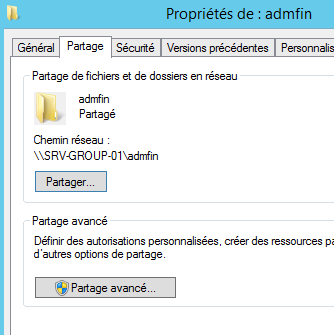 Propriétés de : admfin
Général Partage Sécurité Versions précédentes Personnalis
Partage de fichiers et de dossiers en réseau
admfin
Partagé
Chemin réseau :
\\SRV-GROUP-01\admfin
Partager...
Partage avancé
Définir des autorisations personnalisées, créer des ressources pa
d'autres options de partage.
Partage avancé...